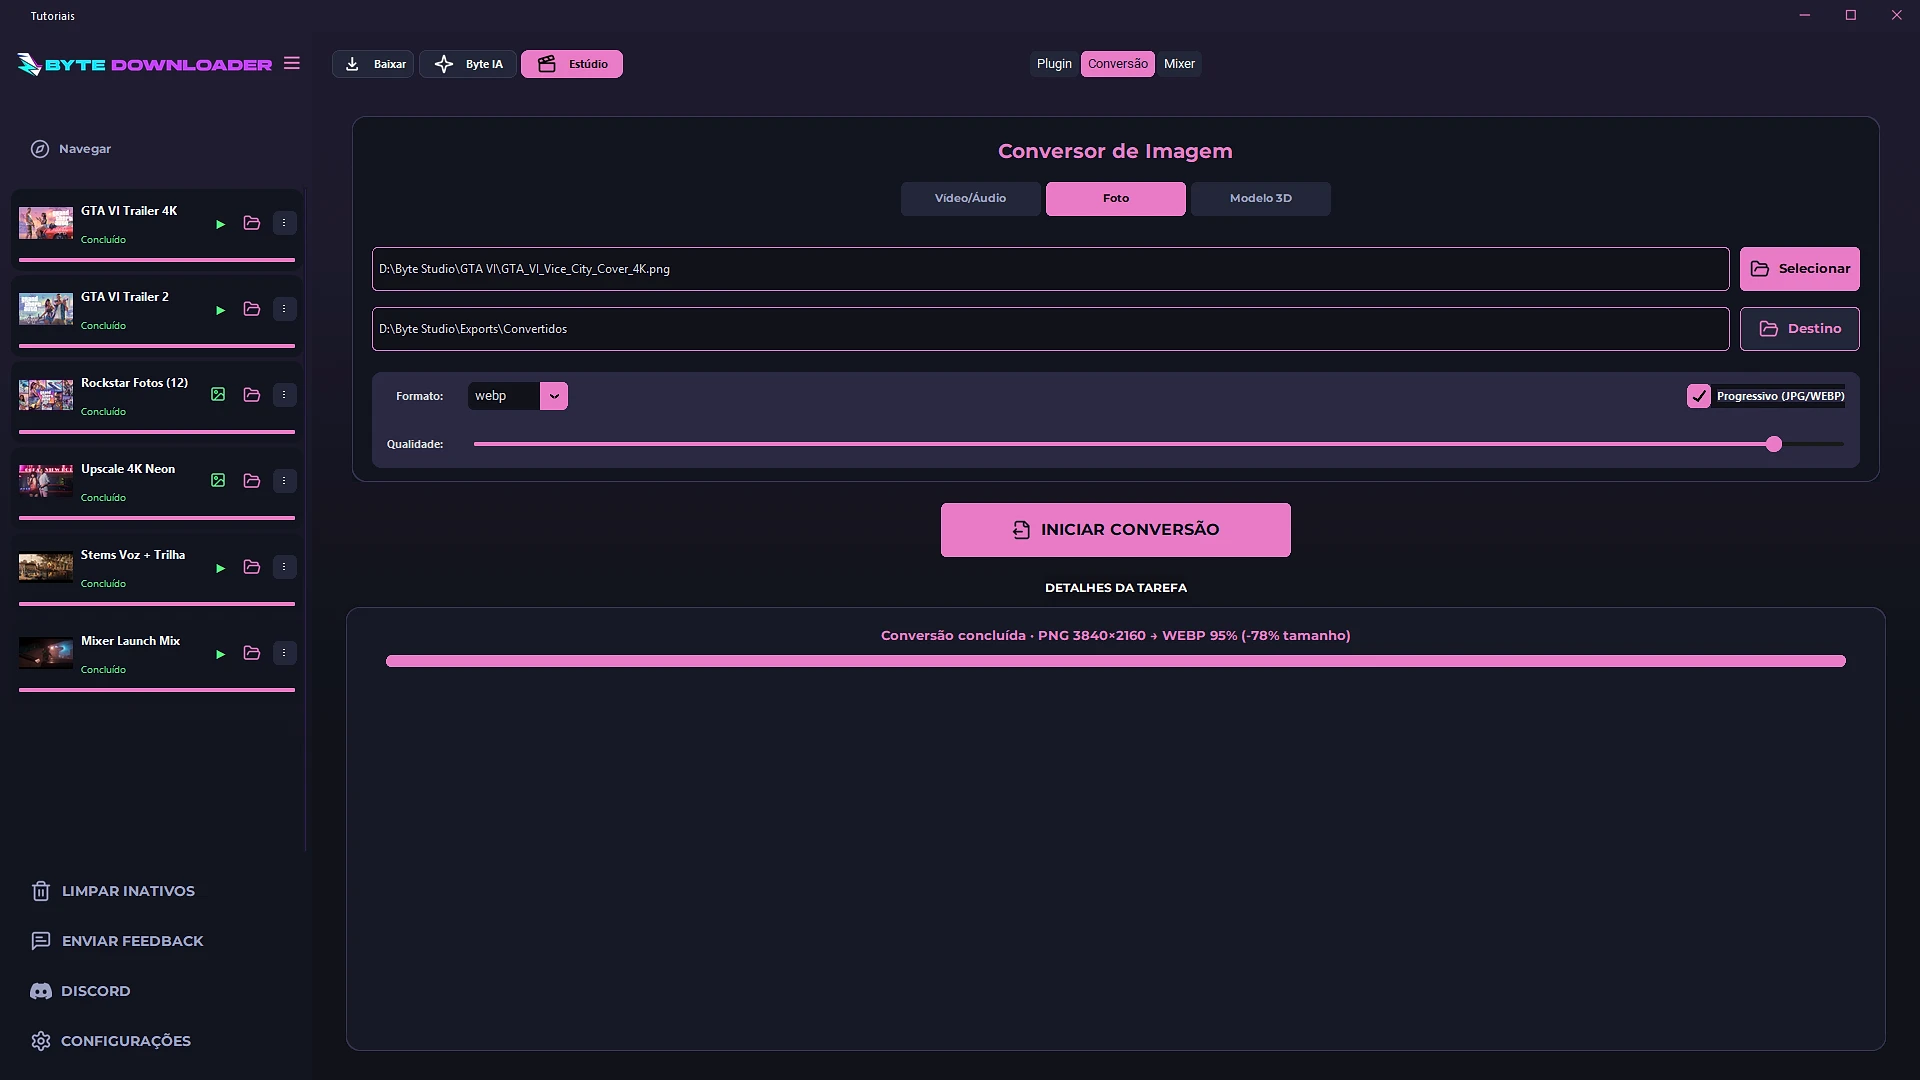 Tutoriais
BYTE DOWNLOADER
Baixar
Byte IA
Estúdio
Plugin
Conversão
Mixer
Navegar
GTA VI Trailer 4K
Concluído
GTA VI Trailer 2
Concluído
Rockstar Fotos (12)
Concluído
Upscale 4K Neon
Concluído
Stems Voz + Trilha
Concluído
Mixer Launch Mix
Concluído
LIMPAR INATIVOS
ENVIAR FEEDBACK
DISCORD
CONFIGURAÇÕES
Conversor de Imagem
Vídeo/Áudio
Foto
Modelo 3D
D:\Byte Studio\GTA VI\GTA_VI_Vice_City_Cover_4K.png
Selecionar
D:\Byte Studio\Exports\Convertidos
Destino
Formato:
webp
Progressivo (JPG/WEBP)
Qualidade:
INICIAR CONVERSÃO
DETALHES DA TAREFA
Conversão concluída · PNG 3840×2160 → WEBP 95% (-78% tamanho)